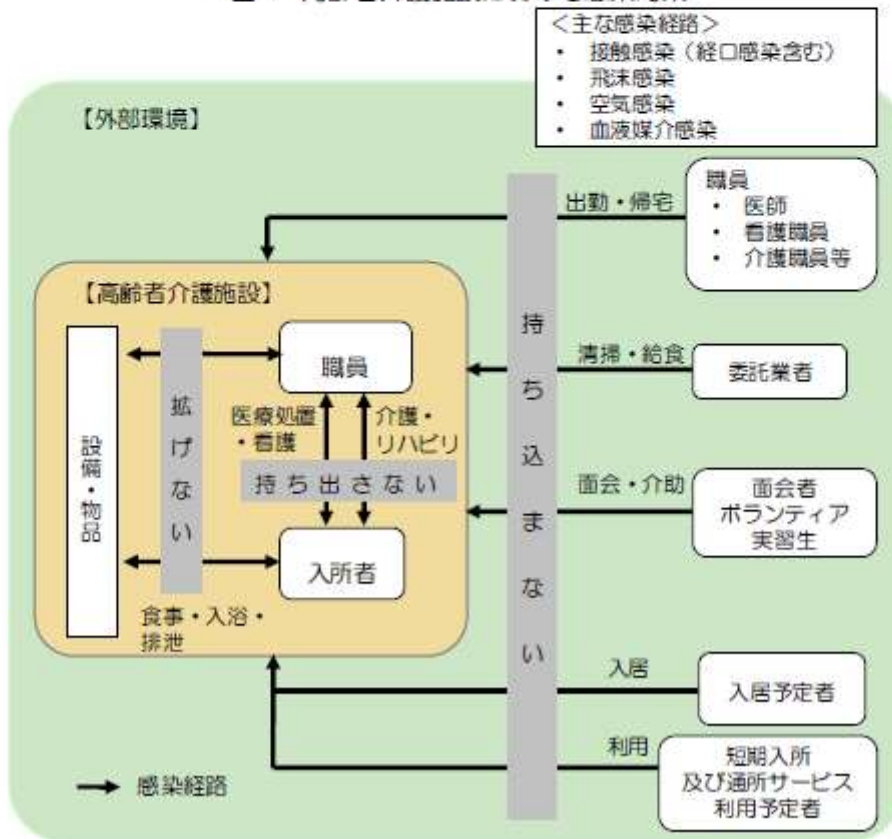 ＜主な感染経路＞
・ 接触感染（経口感染含む）
・ 飛沫感染
・ 空気感染
・ 血液媒介感染
【外部環境】
職員
・ 医師
・ 看護職員
・ 介護職員等
出勤・帰宅
【高齢者介護施設】
持ち込まない
清掃・給食
委託業者
職員
拡げない
設備・物品
医療処置
・看護
介護・
リハビリ
持ち出さない
面会・介助
面会者
ボランティア
実習生
入所者
食事・入浴・
排泄
入居
入居予定者
利用
短期入所
及び通所サービス
利用予定者
感染経路